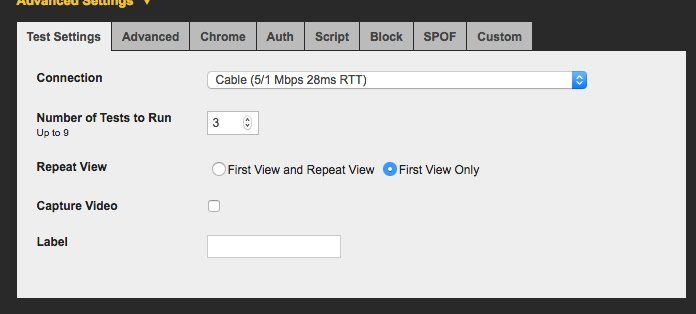 Advanced Settings ▼
Test Settings Advanced Chrome Auth Script Block SPOF Custom
Connection Cable (5/1 Mbps 28ms RTT)
Number of Tests to Run 3
Up to 9
Repeat View First View and Repeat View First View Only
Capture Video
Label